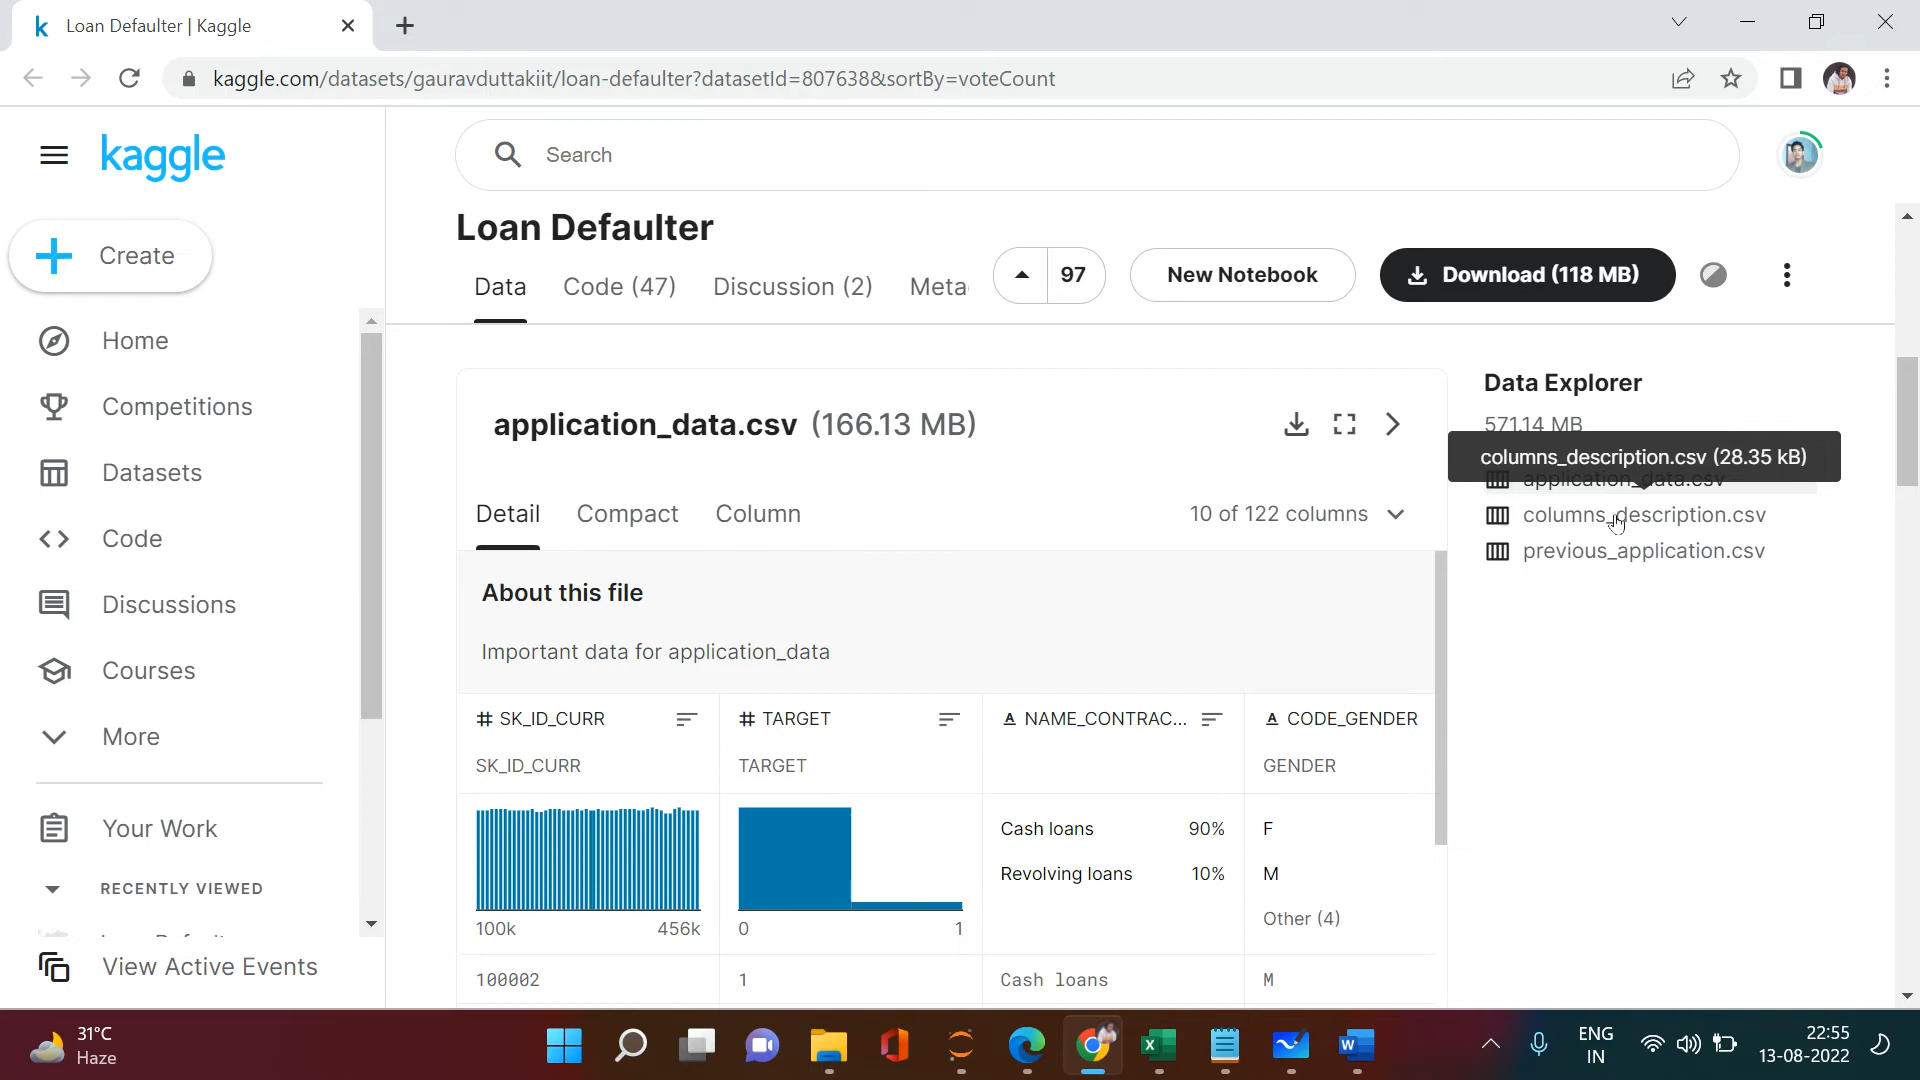 Loan Defaulter | Kaggle
kaggle.com/datasets/gauravduttakiit/loan-defaulter?datasetId=807638&sortBy=voteCount
kaggle
Search
Create
Home
Competitions
Datasets
Code
Discussions
Courses
More
Your Work
RECENTLY VIEWED
View Active Events
Loan Defaulter
Data Code (47) Discussion (2) Meta
97
New Notebook
Download (118 MB)
application_data.csv (166.13 MB)
Detail Compact Column
10 of 122 columns
About this file
Important data for application_data
SK_ID_CURR TARGET NAME_CONTRAC... CODE_GENDER
SK_ID_CURR TARGET GENDER
Cash loans 90% F
Revolving loans 10% M
Other (4)
100k 456k 0 1
100002 1 Cash loans M
Data Explorer
571.14 MB
columns_description.csv (28.35 kB)
application_data.csv
columns_description.csv
previous_application.csv
31°C
Haze
ENG
IN
22:55
13-08-2022